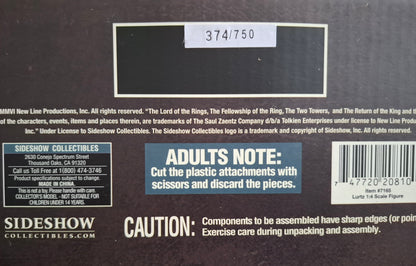 374/750
MMVI New Line Productions, Inc. All rights reserved. "The Lord of the Rings, The Fellowship of the Ring, The Two Towers, and The Return of the King and t
of the characters, events, items and places therein, are trademarks of The Saul Zaentz Company d/b/a Tolkien Enterprises under license to New Line Produc
Inc." Under License to Sideshow Collectibles. The Sideshow Collectibles logo is a trademark and copyright of Sideshow Inc. All rights reserved.
SIDESHOW COLLECTIBLES
2630 Conejo Spectrum Street
Thousand Oaks, CA 91320
Call us Toll Free at 1(800) 474-3746
Product specifications subject to change.
MADE IN CHINA.
This is not a toy. Please handle with care.
COLLECTOR'S MODEL - NOT SUITABLE FOR
CHILDREN UNDER 14 YEARS.
ADULTS NOTE:
Cut the plastic attachments with
scissors and discard the pieces.
7 47720 20810
Item #7165
Lurtz 1:4 Scale Figure
SIDESHOW
COLLECTIBLES.COM
CAUTION: Components to be assembled have sharp edges (or p
Exercise care during unpacking and assembly.